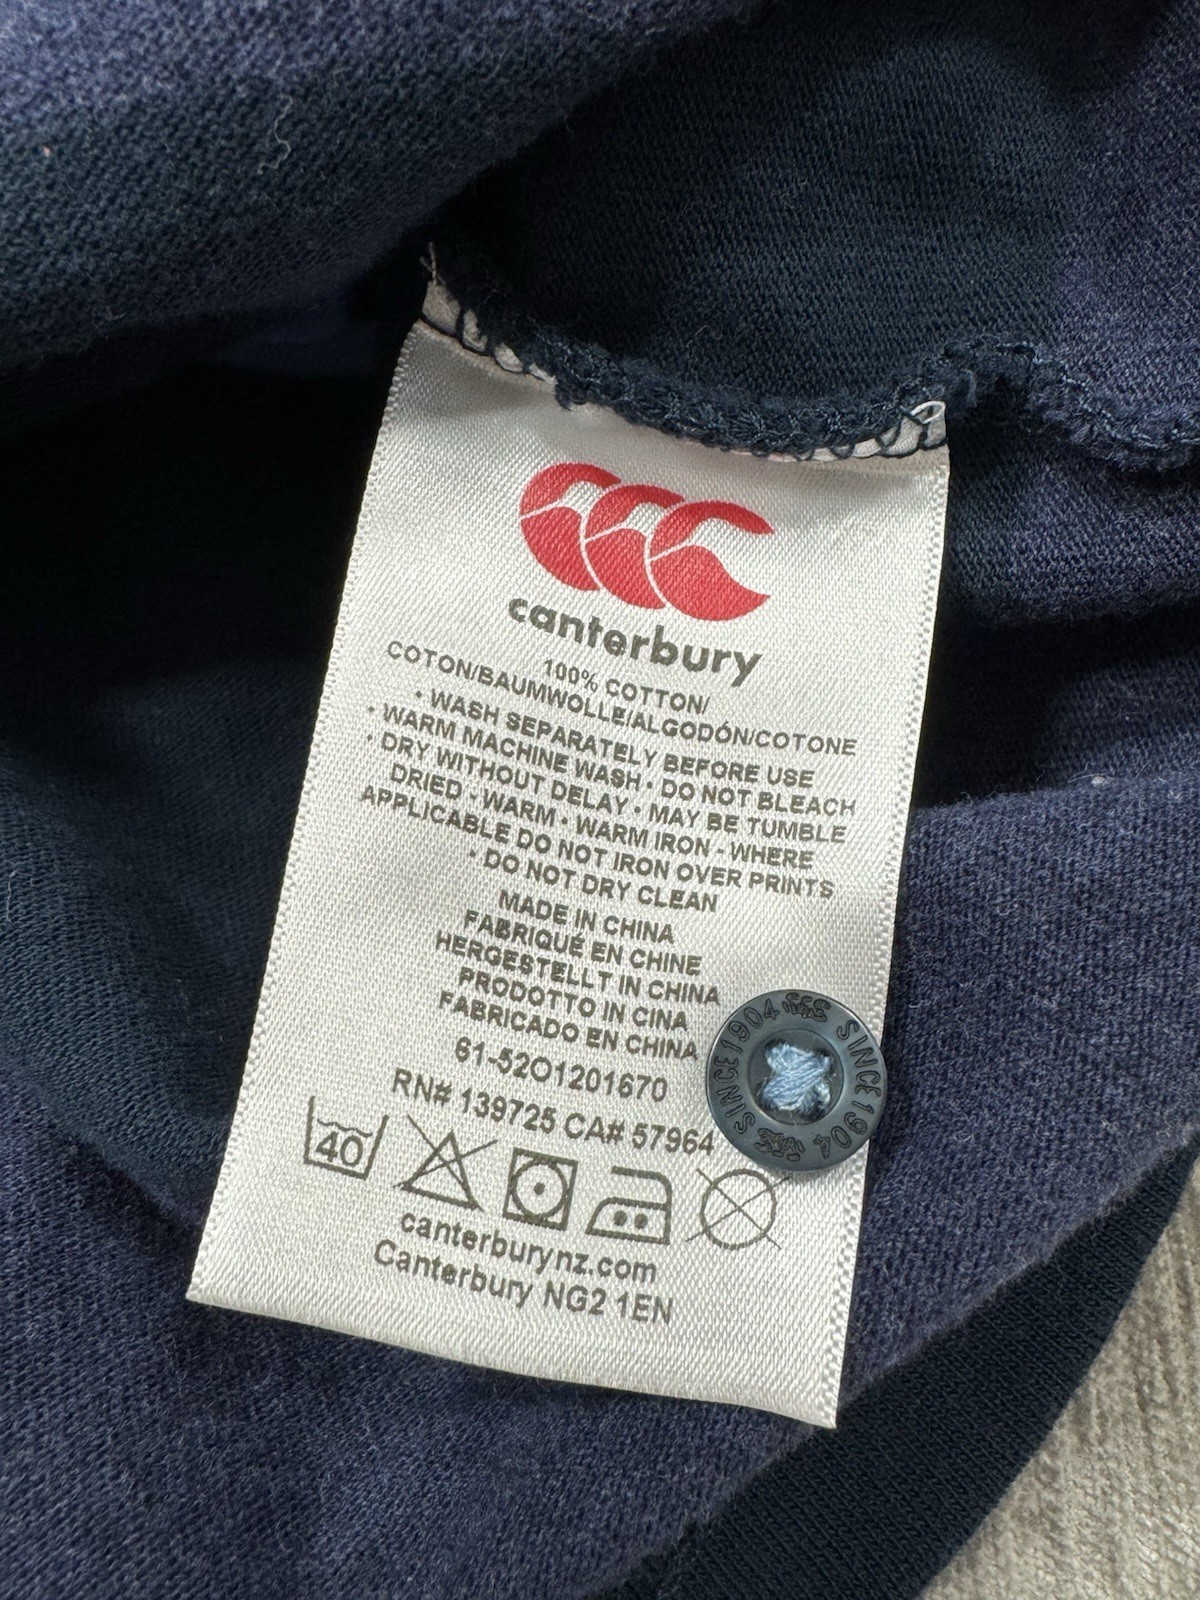 canterbury
100% COTTON/
COTON/BAUMWOLLE/ALGODÓN/COTONE
• WASH SEPARATELY BEFORE USE
• WARM MACHINE WASH • DO NOT BLEACH
• DRY WITHOUT DELAY • MAY BE TUMBLE
DRIED - WARM • WARM IRON - WHERE
APPLICABLE DO NOT IRON OVER PRINTS
• DO NOT DRY CLEAN
MADE IN CHINA
FABRIQUÉ EN CHINE
HERGESTELLT IN CHINA
PRODOTTO IN CINA
FABRICADO EN CHINA
61-52O1201670
RN# 139725 CA# 57964
40
canterburynz.com
Canterbury NG2 1EN
SINCE 1904
SINCE 1904